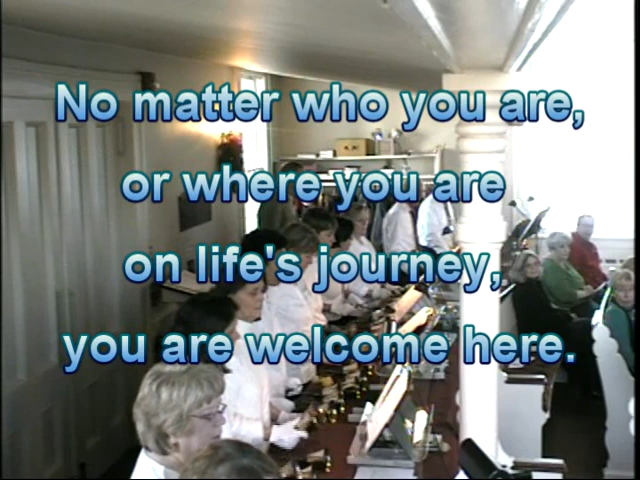 No matter who you are,
or where you are
on life's journey,
you are welcome here.